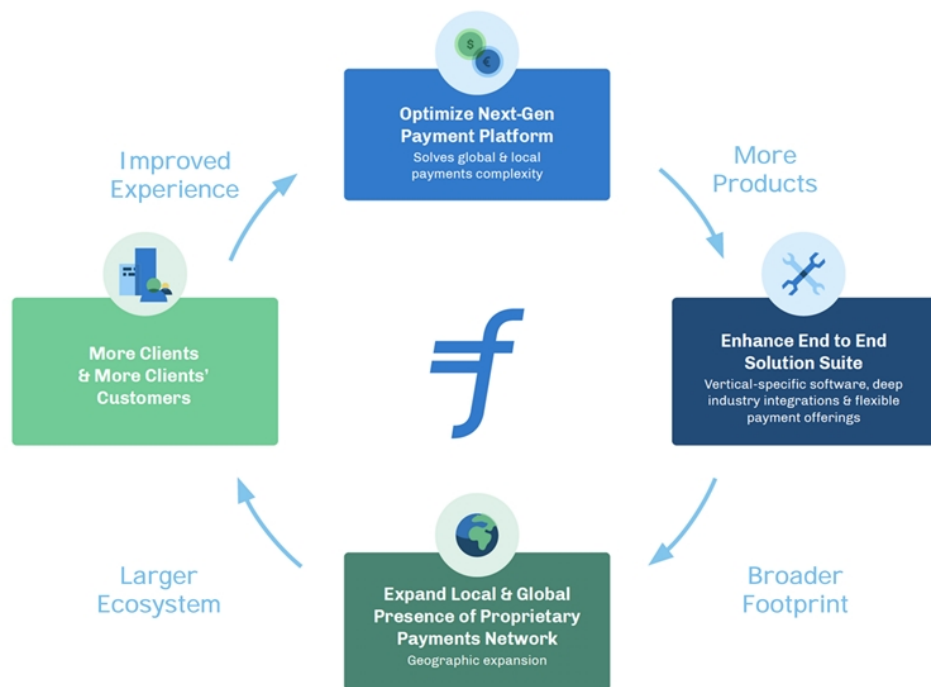 $
€
Optimize Next-Gen
Payment Platform
Solves global & local
payments complexity
Improved
Experience
More
Products
More Clients
& More Clients’
Customers
Enhance End to End
Solution Suite
Vertical-specific software, deep
industry integrations & flexible
payment offerings
Larger
Ecosystem
Expand Local & Global
Presence of Proprietary
Payments Network
Geographic expansion
Broader
Footprint